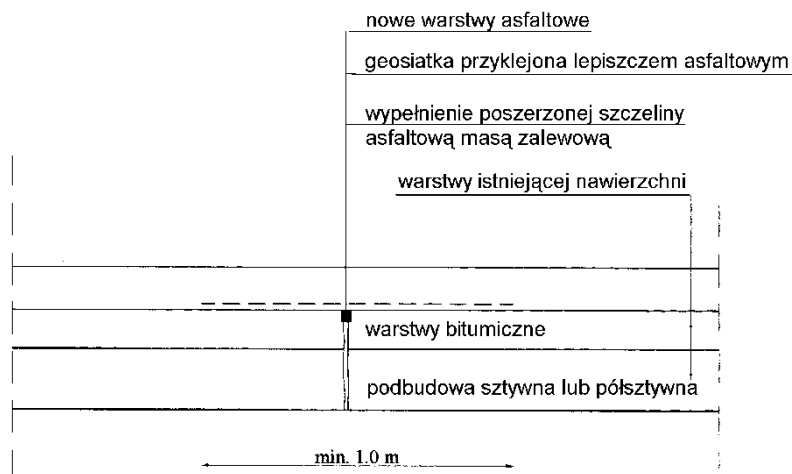 nowe warstwy asfaltowe
geosiatka przyklejona lepiszczem asfaltowym
wypełnienie poszerzonej szczeliny
asfaltową masą zalewową
warstwy istniejącej nawierzchni
warstwy bitumiczne
podbudowa sztywna lub półsztywna
min. 1.0 m